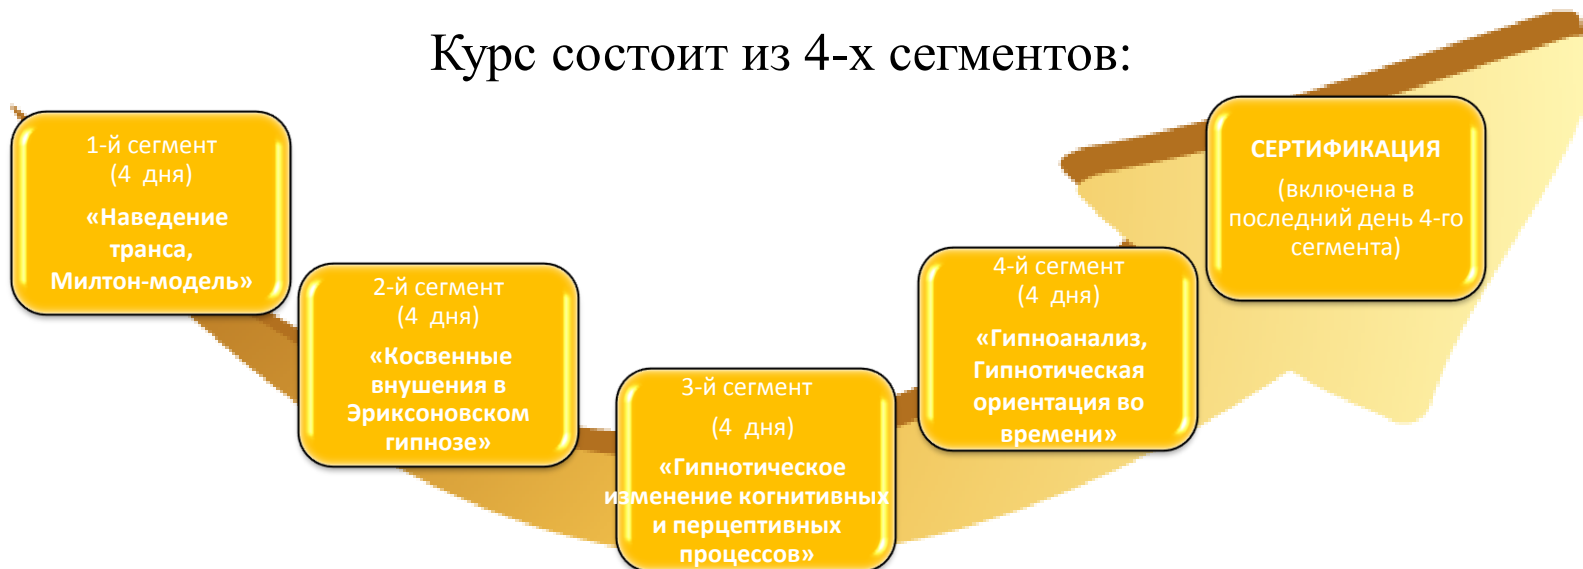 Курс состоит из 4-х сегментов:
1-й сегмент
(4 дня)
«Наведение
транса,
Милтон-модель»
2-й сегмент
(4 дня)
«Косвенные
внушения в
Эриксоновском
гипнозе»
3-й сегмент
(4 дня)
«Гипнотическое
изменение когнитивных
и перцептивных
процессов»
4-й сегмент
(4 дня)
«Гипноанализ,
Гипнотическая
ориентация во
времени»
СЕРТИФИКАЦИЯ
(включена в
последний день 4-го
сегмента)